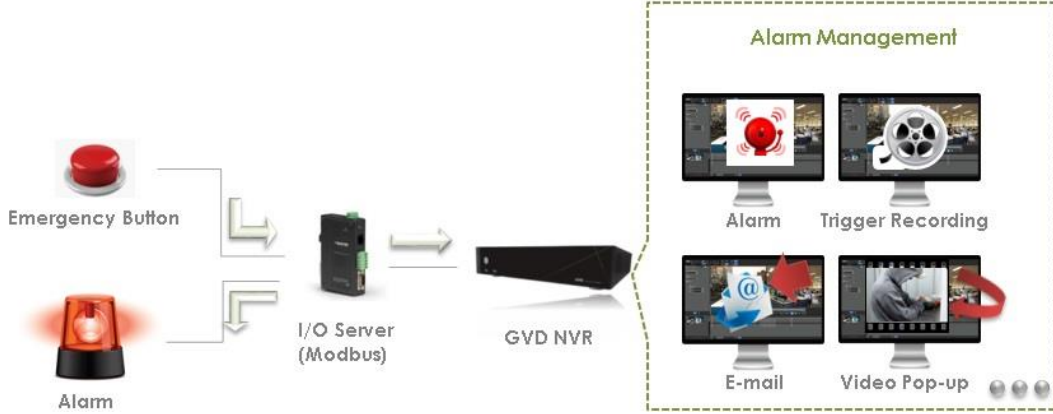 Alarm Management
Alarm
Trigger Recording
Emergency Button
I/O Server
(Modbus)
GVD NVR
Alarm
E-mail
Video Pop-up